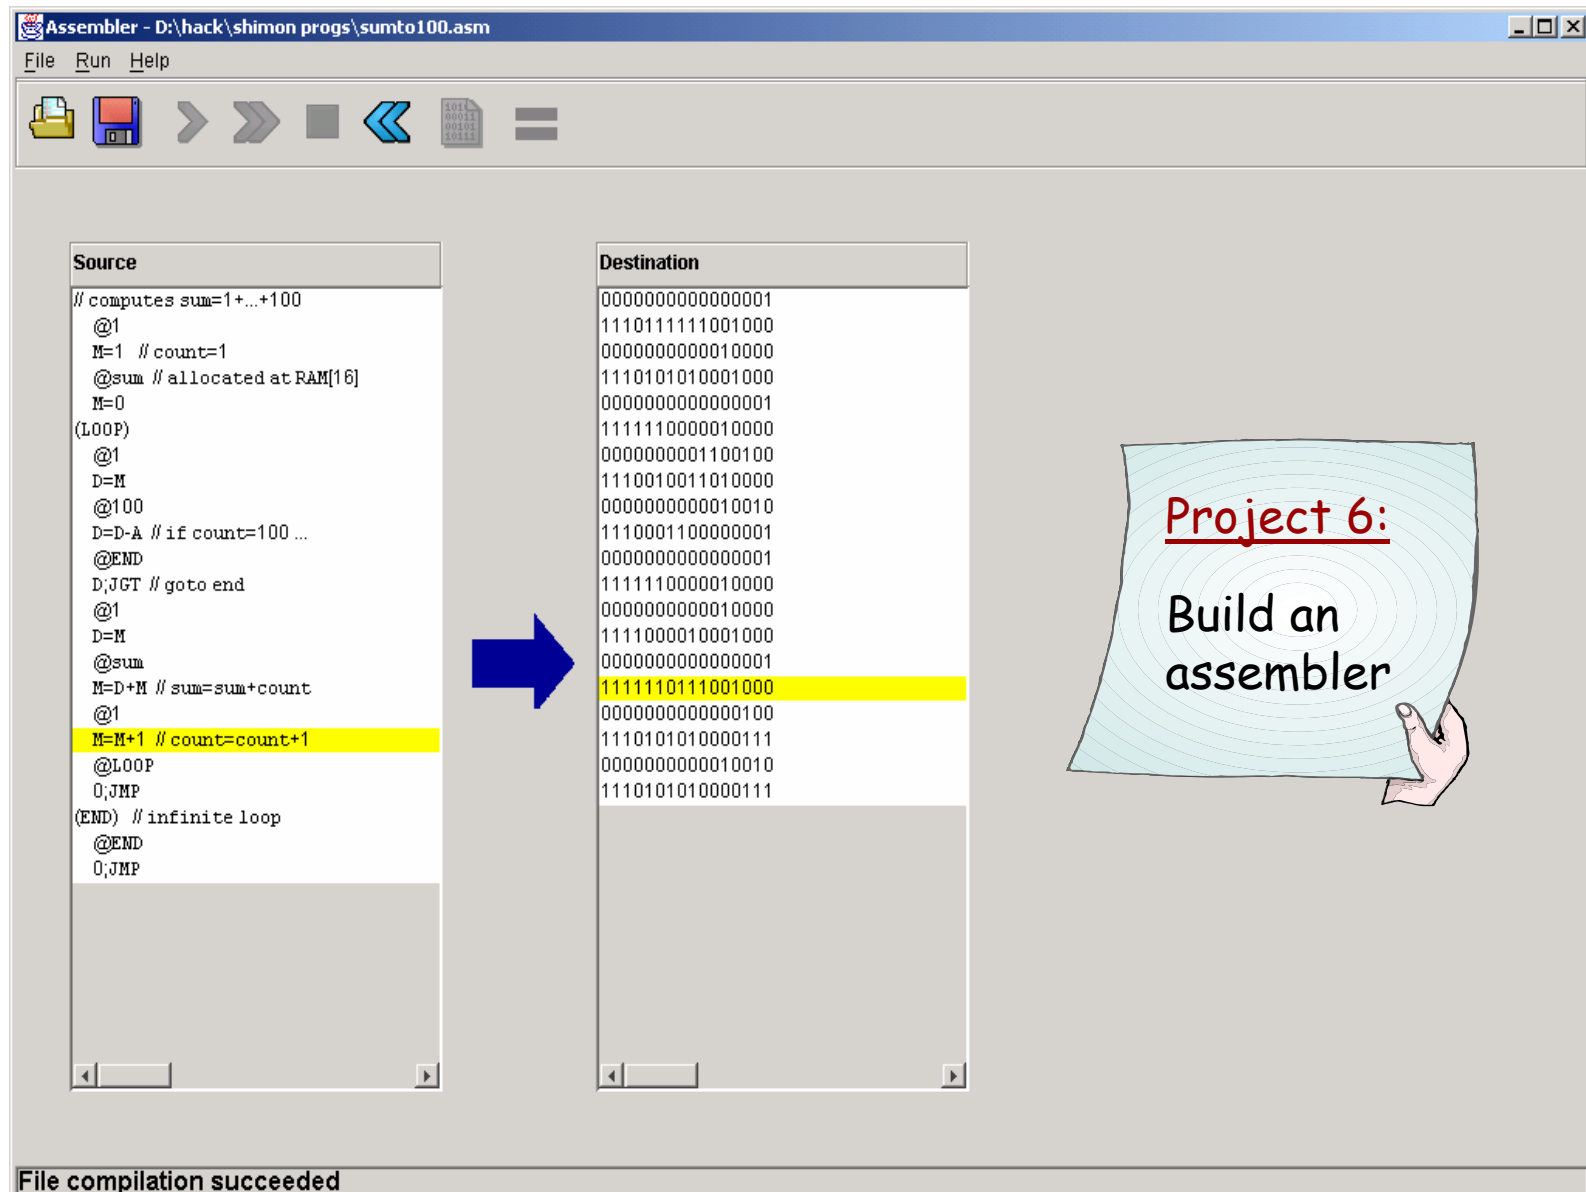 Assembler - D:\hack\shimon progs\sumto100.asm
File Run Help
Source
// computes sum=1+...+100
@1
M=1 // count=1
@sum // allocated at RAM[16]
M=0
(LOOP)
@1
D=M
@100
D=D-A // if count=100 ...
@END
D;JGT // goto end
@1
D=M
@sum
M=D+M // sum=sum+count
@1
M=M+1 // count=count+1
@LOOP
0;JMP
(END) // infinite loop
@END
0;JMP
Destination
0000000000000001
1110111111001000
0000000000010000
1110101010001000
0000000000000001
1111110000010000
0000000001100100
1110010011010000
0000000000010010
1110001100000001
0000000000000001
1111110000010000
0000000000010000
1111000010001000
0000000000000001
1111110111001000
0000000000000100
1110101010000111
0000000000010010
1110101010000111
Project 6:
Build an
assembler
File compilation succeeded